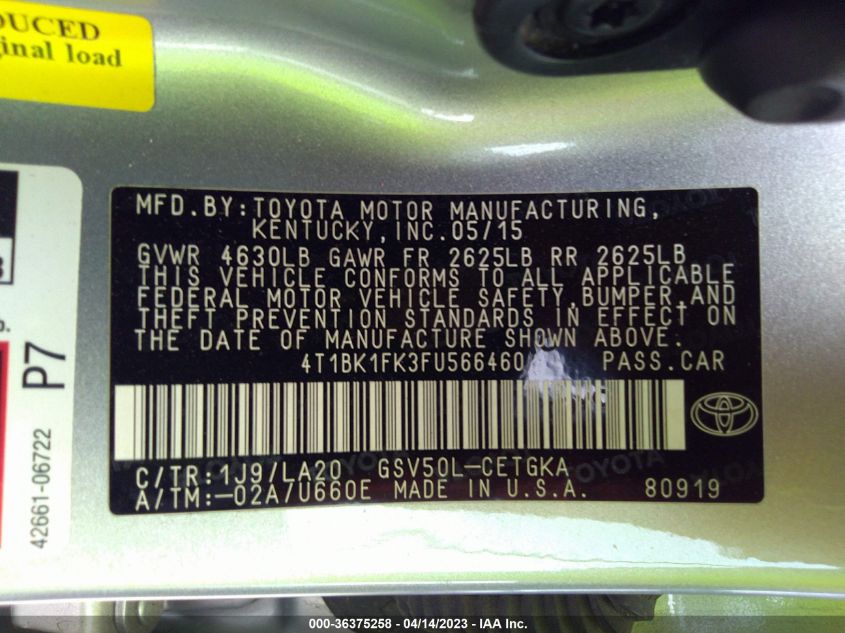 DUCED
ginal load
MFD.BY:TOYOTA MOTOR MANUFACTURING,
KENTUCKY,INC.05/15
GVWR 4630LB GAWR FR 2625LB RR 2625LB
THIS VEHICLE CONFORMS TO ALL APPLICABLE
FEDERAL MOTOR VEHICLE SAFETY,BUMPER,AND
THEFT PREVENTION STANDARDS IN EFFECT ON
THE DATE OF MANUFACTURE SHOWN ABOVE.
4T1BK1FK3FU566460 PASS.CAR
C/TR:1J9/LA20 GSV50L-CETGKA
A/TM:-02A/U660E MADE IN U.S.A. 80919
P7
42661-06722
000-36375258 - 04/14/2023 - IAA Inc.